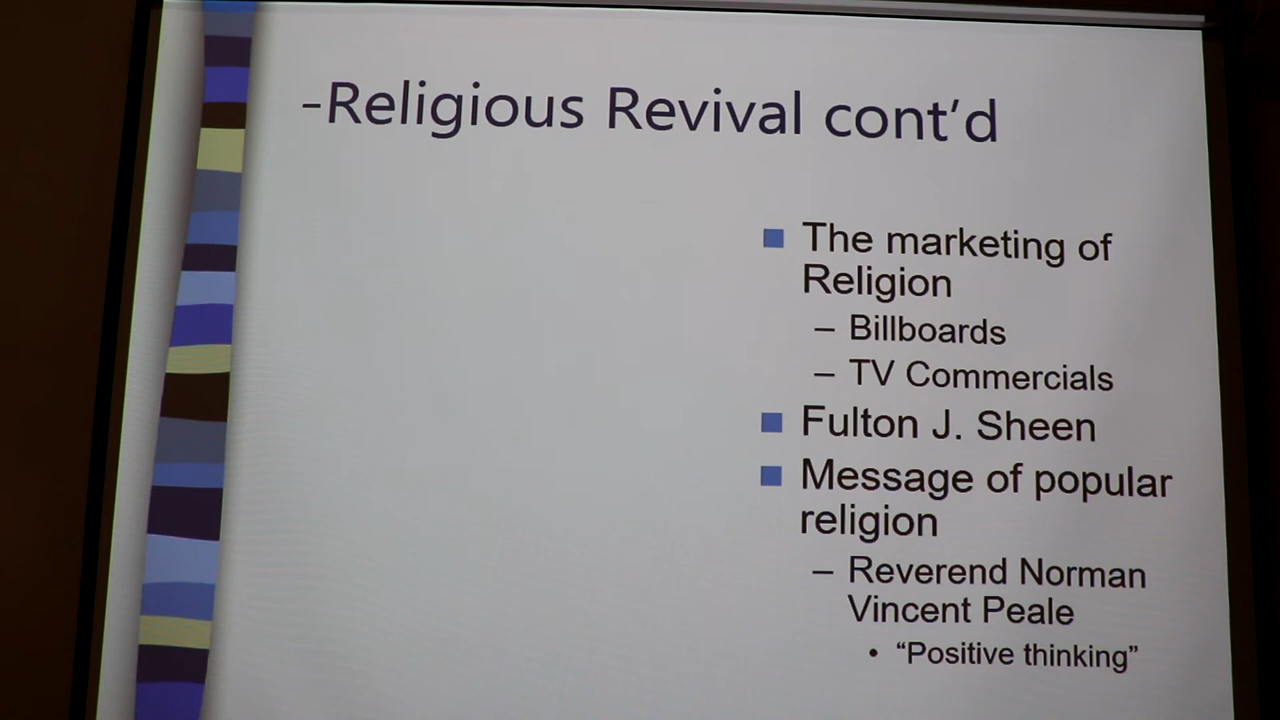 -Religious Revival cont’d
The marketing of
Religion
– Billboards
– TV Commercials
Fulton J. Sheen
Message of popular
religion
– Reverend Norman
Vincent Peale
• “Positive thinking”